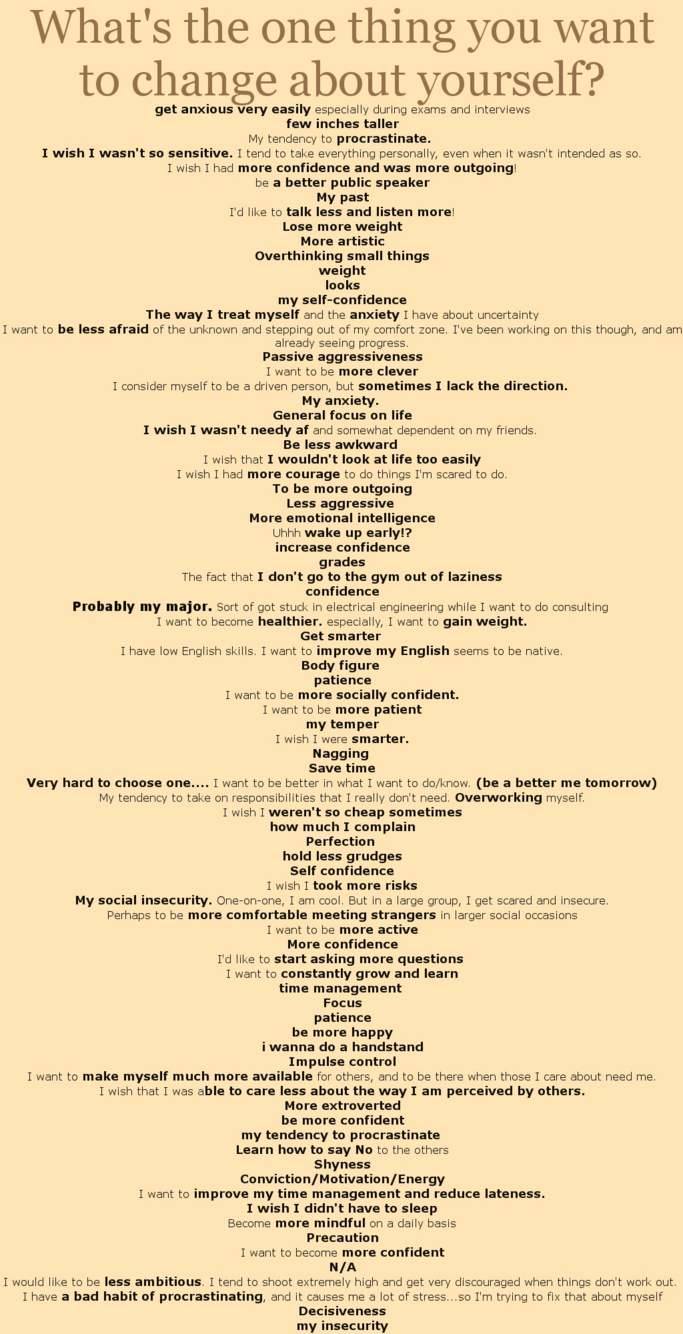 What's the one thing you want
to change about yourself?
get anxious very easily especially during exams and interviews
few inches taller
My tendency to procrastinate.
I wish I wasn't so sensitive. I tend to take everything personally, even when it wasn't intended as so.
I wish I had more confidence and was more outgoing!
be a better public speaker
My past
I'd like to talk less and listen more!
Lose more weight
More artistic
Overthinking small things
weight
looks
my self-confidence
The way I treat myself and the anxiety I have about uncertainty
I want to be less afraid of the unknown and stepping out of my comfort zone. I've been working on this though, and am
already seeing progress.
Passive aggressiveness
I want to be more clever
I consider myself to be a driven person, but sometimes I lack the direction.
My anxiety.
General focus on life
I wish I wasn't needy af and somewhat dependent on my friends.
Be less awkward
I wish that I wouldn't look at life too easily
I wish I had more courage to do things I'm scared to do.
To be more outgoing
Less aggressive
More emotional intelligence
Uhhh wake up early!?
increase confidence
grades
The fact that I don't go to the gym out of laziness
confidence
Probably my major. Sort of got stuck in electrical engineering while I want to do consulting
I want to become healthier. especially, I want to gain weight.
Get smarter
I have low English skills. I want to improve my English seems to be native.
Body figure
patience
I want to be more socially confident.
I want to be more patient
my temper
I wish I were smarter.
Nagging
Save time
Very hard to choose one.... I want to be better in what I want to do/know. (be a better me tomorrow)
My tendency to take on responsibilities that I really don't need. Overworking myself.
I wish I weren't so cheap sometimes
how much I complain
Perfection
hold less grudges
Self confidence
I wish I took more risks
My social insecurity. One-on-one, I am cool. But in a large group, I get scared and insecure.
Perhaps to be more comfortable meeting strangers in larger social occasions
I want to be more active
More confidence
I'd like to start asking more questions
I want to constantly grow and learn
time management
Focus
patience
be more happy
i wanna do a handstand
Impulse control
I want to make myself much more available for others, and to be there when those I care about need me.
I wish that I was able to care less about the way I am perceived by others.
More extroverted
be more confident
my tendency to procrastinate
Learn how to say No to the others
Shyness
Conviction/Motivation/Energy
I want to improve my time management and reduce lateness.
I wish I didn't have to sleep
Become more mindful on a daily basis
Precaution
I want to become more confident
N/A
I would like to be less ambitious. I tend to shoot extremely high and get very discouraged when things don't work out.
I have a bad habit of procrastinating, and it causes me a lot of stress...so I'm trying to fix that about myself
Decisiveness
my insecurity